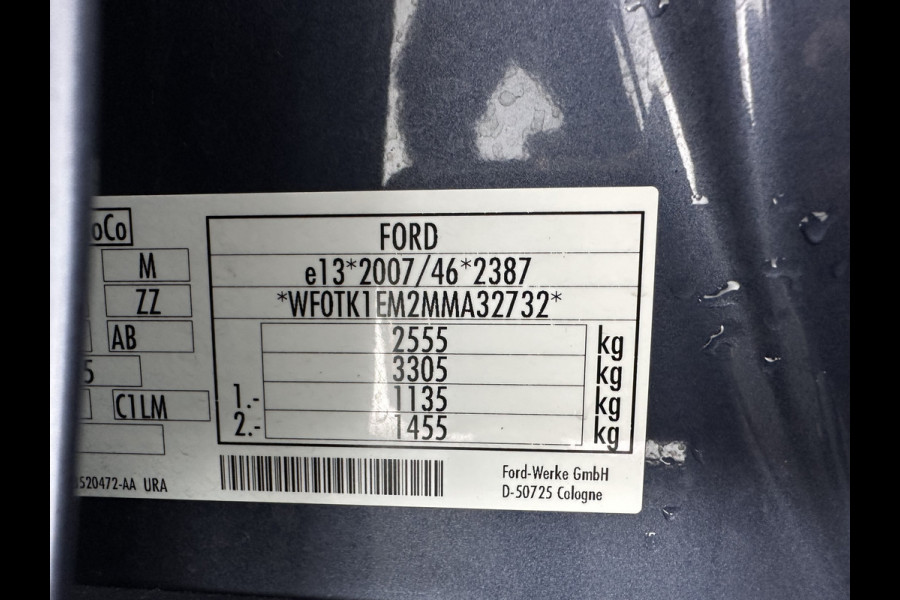 oCo
M
ZZ
AB
5
C1LM
520472-AA URA
FORD
e13*2007/46*2387
*WF0TK1EM2MMA32732*
2555 kg
3305 kg
1.- 1135 kg
2.- 1455 kg
Ford-Werke GmbH
D-50725 Cologne